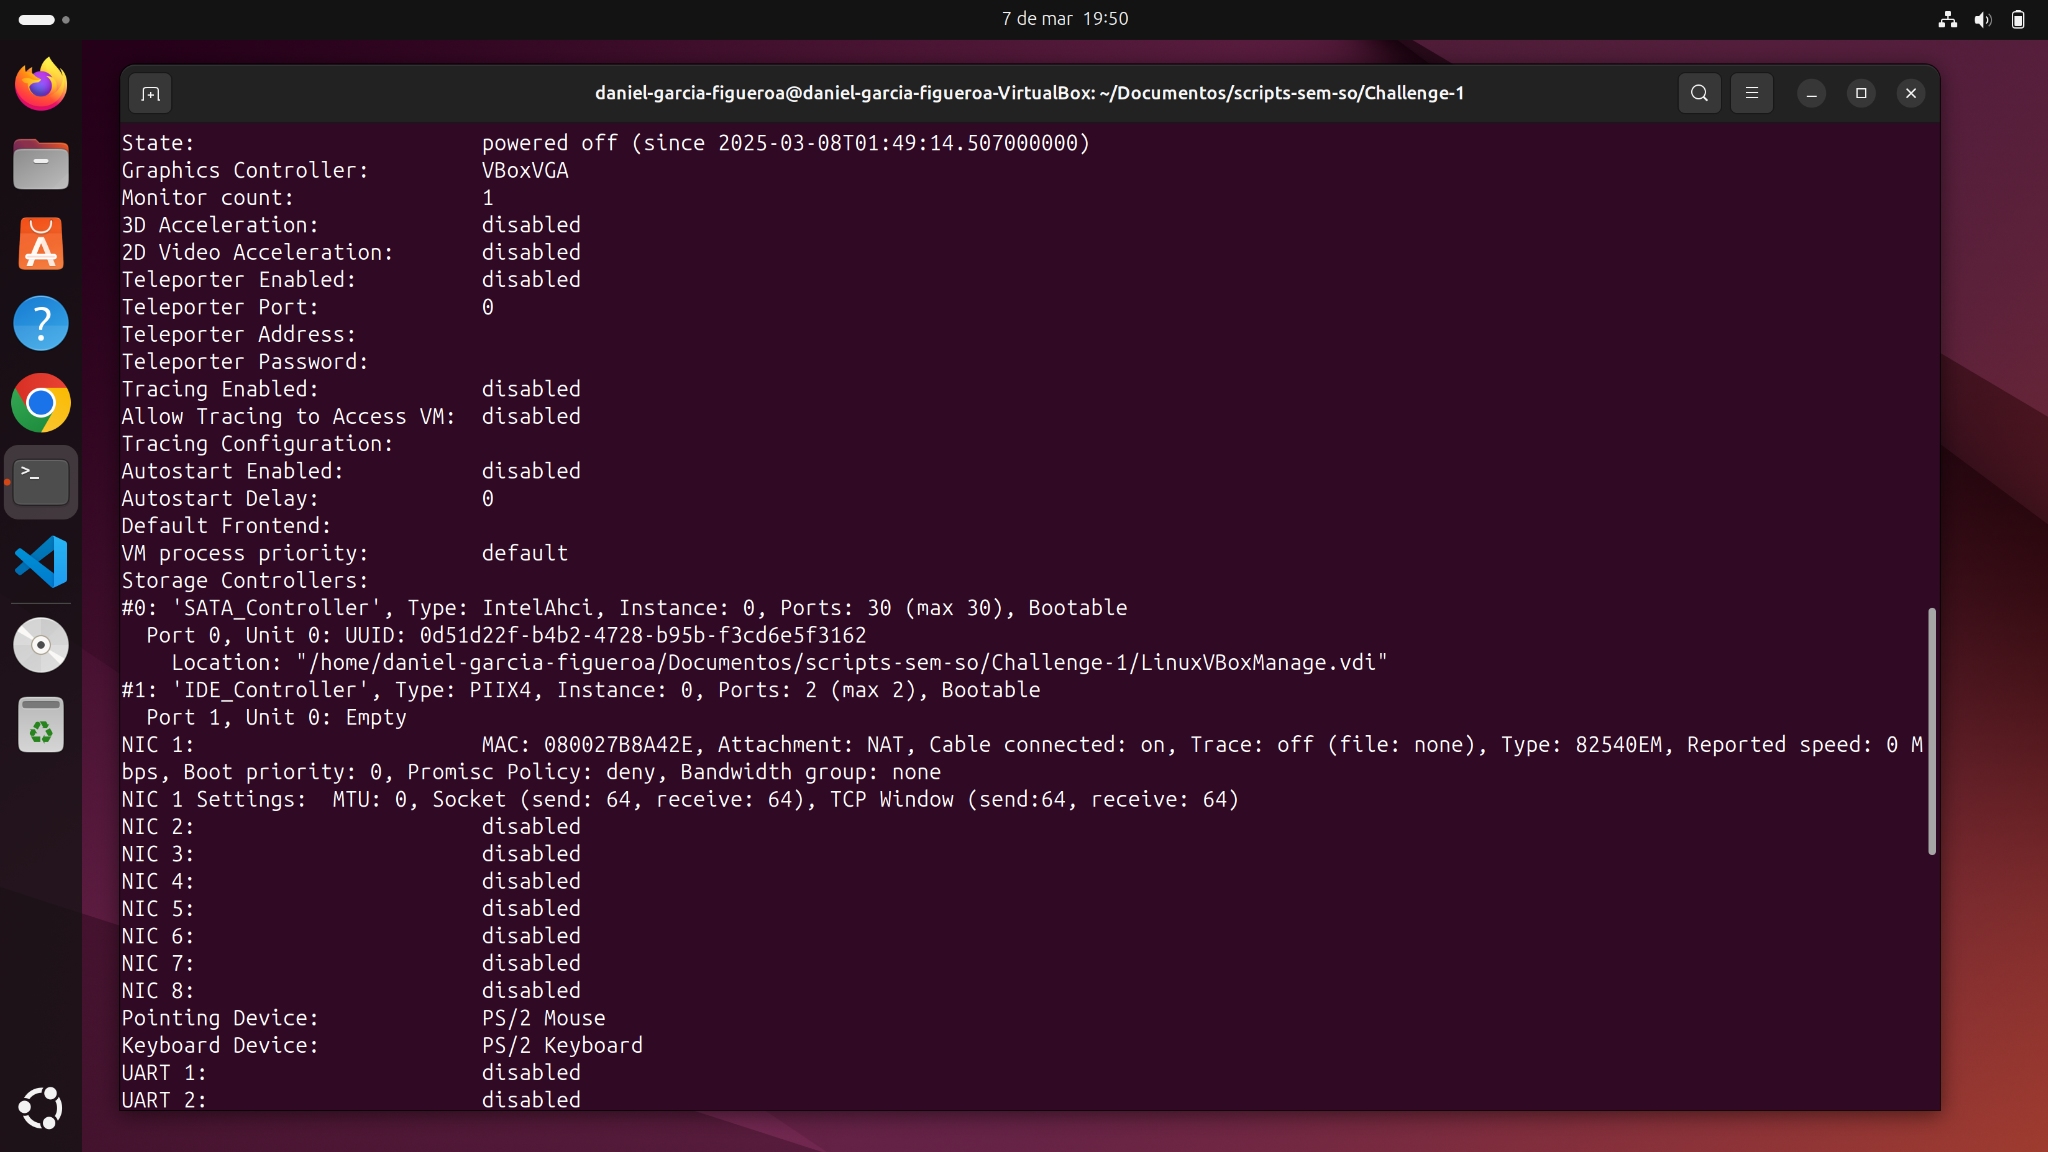 7 de mar 19:50
daniel-garcia-figueroa@daniel-garcia-figueroa-VirtualBox: ~/Documentos/scripts-sem-so/Challenge-1
State: powered off (since 2025-03-08T01:49:14.507000000)
Graphics Controller: VBoxVGA
Monitor count: 1
3D Acceleration: disabled
2D Video Acceleration: disabled
Teleporter Enabled: disabled
Teleporter Port: 0
Teleporter Address:
Teleporter Password:
Tracing Enabled: disabled
Allow Tracing to Access VM: disabled
Tracing Configuration:
Autostart Enabled: disabled
Autostart Delay: 0
Default Frontend:
VM process priority: default
Storage Controllers:
#0: 'SATA_Controller', Type: IntelAhci, Instance: 0, Ports: 30 (max 30), Bootable
Port 0, Unit 0: UUID: 0d51d22f-b4b2-4728-b95b-f3cd6e5f3162
Location: "/home/daniel-garcia-figueroa/Documentos/scripts-sem-so/Challenge-1/LinuxVBoxManage.vdi"
#1: 'IDE_Controller', Type: PIIX4, Instance: 0, Ports: 2 (max 2), Bootable
Port 1, Unit 0: Empty
NIC 1: MAC: 080027B8A42E, Attachment: NAT, Cable connected: on, Trace: off (file: none), Type: 82540EM, Reported speed: 0 M
bps, Boot priority: 0, Promisc Policy: deny, Bandwidth group: none
NIC 1 Settings: MTU: 0, Socket (send: 64, receive: 64), TCP Window (send:64, receive: 64)
NIC 2: disabled
NIC 3: disabled
NIC 4: disabled
NIC 5: disabled
NIC 6: disabled
NIC 7: disabled
NIC 8: disabled
Pointing Device: PS/2 Mouse
Keyboard Device: PS/2 Keyboard
UART 1: disabled
UART 2: disabled